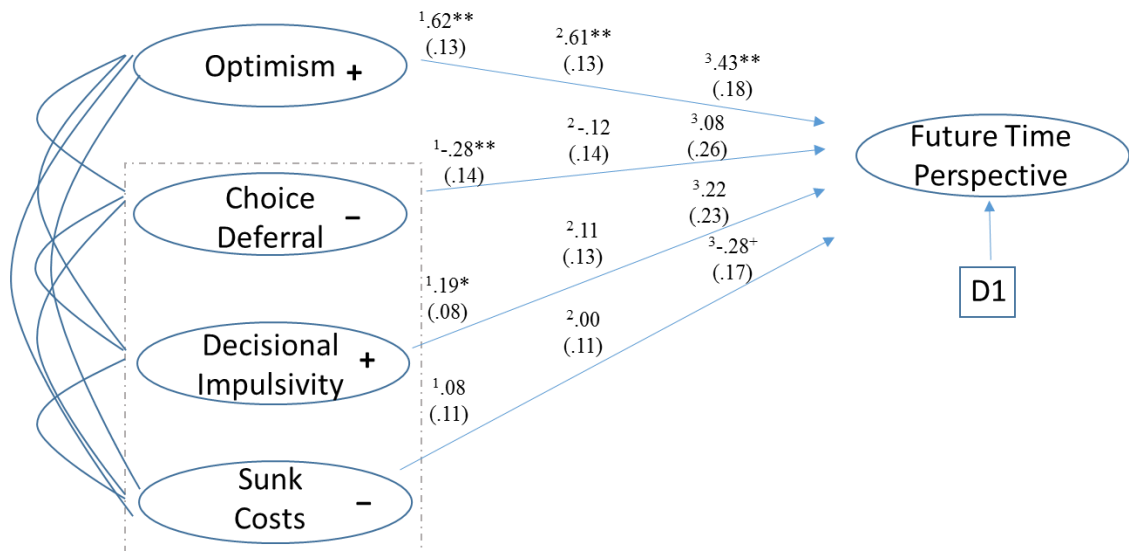 ¹.62**
(.13)
².61**
(.13)
³.43**
(.18)
Optimism +
¹-.28**
(.14)
²-.12
(.14)
³.08
(.26)
Choice
Deferral −
¹.19*
(.08)
².11
(.13)
³.22
(.23)
Decisional
Impulsivity +
¹.08
(.11)
².00
(.11)
³-.28⁺
(.17)
Sunk
Costs −
Future Time
Perspective
D1